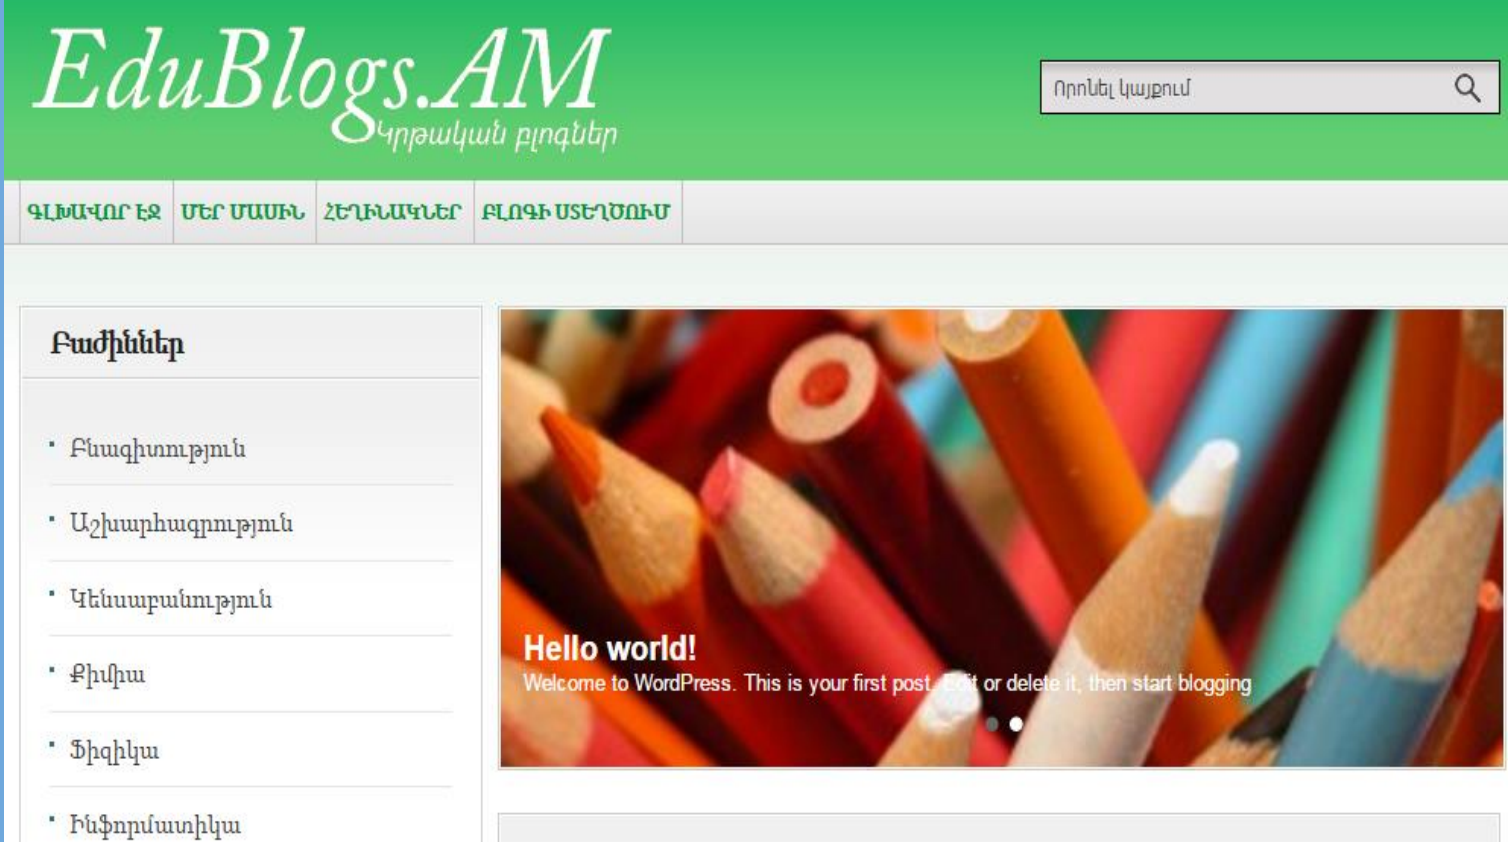 EduBlogs.AM
Կրթական բլոգներ
Որոնել կայքում
ԳԼԽԱՎՈՐ ԷՋ ՄԵՐ ՄԱՍԻՆ ՀԵՂԻՆԱԿՆԵՐ ԲԼՈԳԻ ՍՏԵՂԾՈՒՄ
Բաժիններ
Բնագիտություն
Աշխարհագրություն
Կենսաբանություն
Քիմիա
Ֆիզիկա
Ինֆորմատիկա
Hello world!
Welcome to WordPress. This is your first post. Edit or delete it, then start blogging